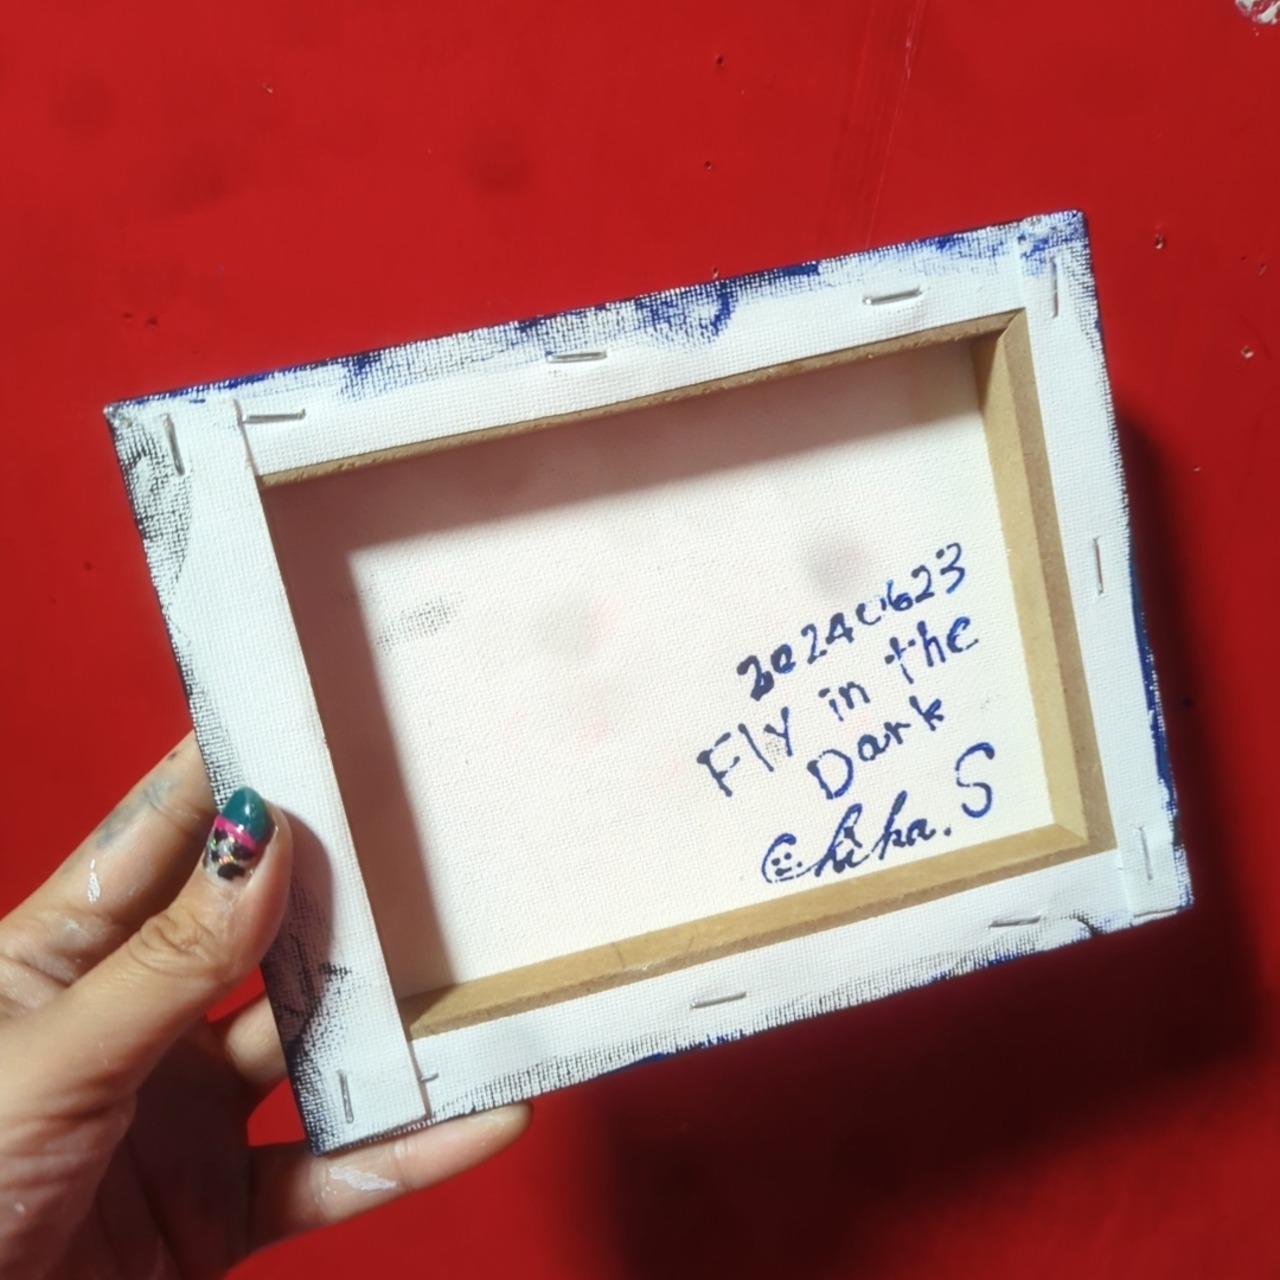 20240623
Fly in the
Dark
Chika.S